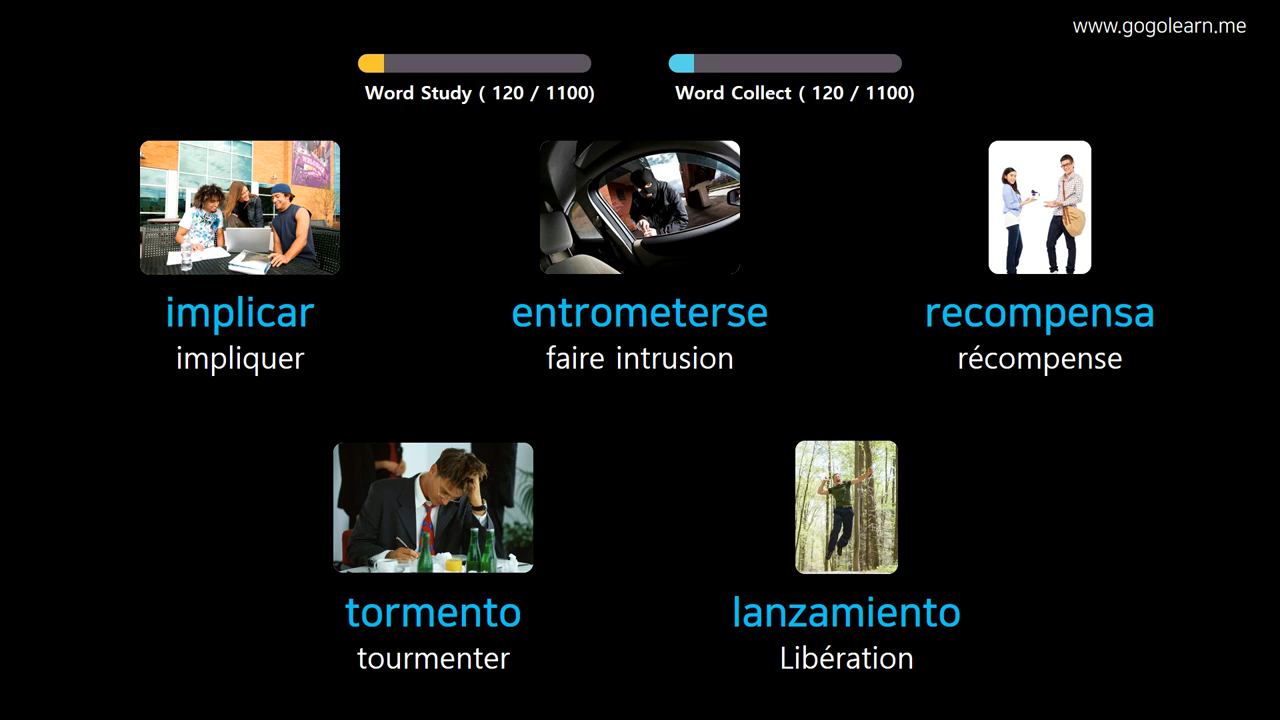 www.gogolearn.me
Word Study ( 120 / 1100)
Word Collect ( 120 / 1100)
implicar
impliquer
entrometerse
faire intrusion
recompensa
récompense
tormento
tourmenter
lanzamiento
Libération